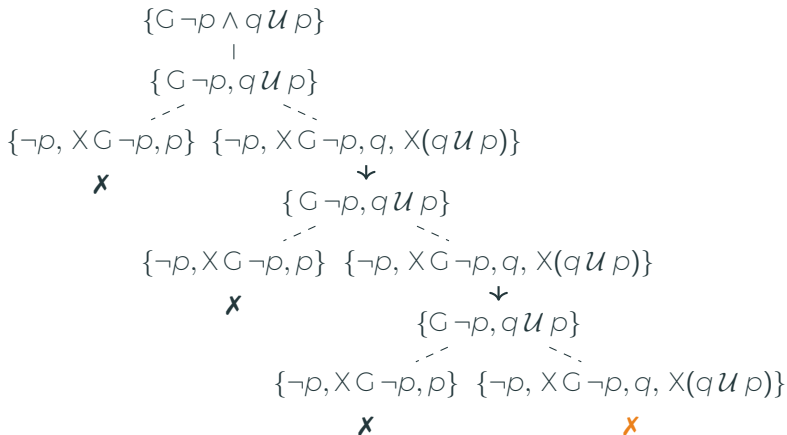 {G ¬p ∧ q U p}
{ G ¬p, q U p}
{¬p, X G ¬p, p} {¬p, X G ¬p, q, X(q U p)}
✗
{ G ¬p, q U p}
{¬p, X G ¬p, p} {¬p, X G ¬p, q, X(q U p)}
✗
{G ¬p, q U p}
{¬p, X G ¬p, p} {¬p, X G ¬p, q, X(q U p)}
✗ ✗